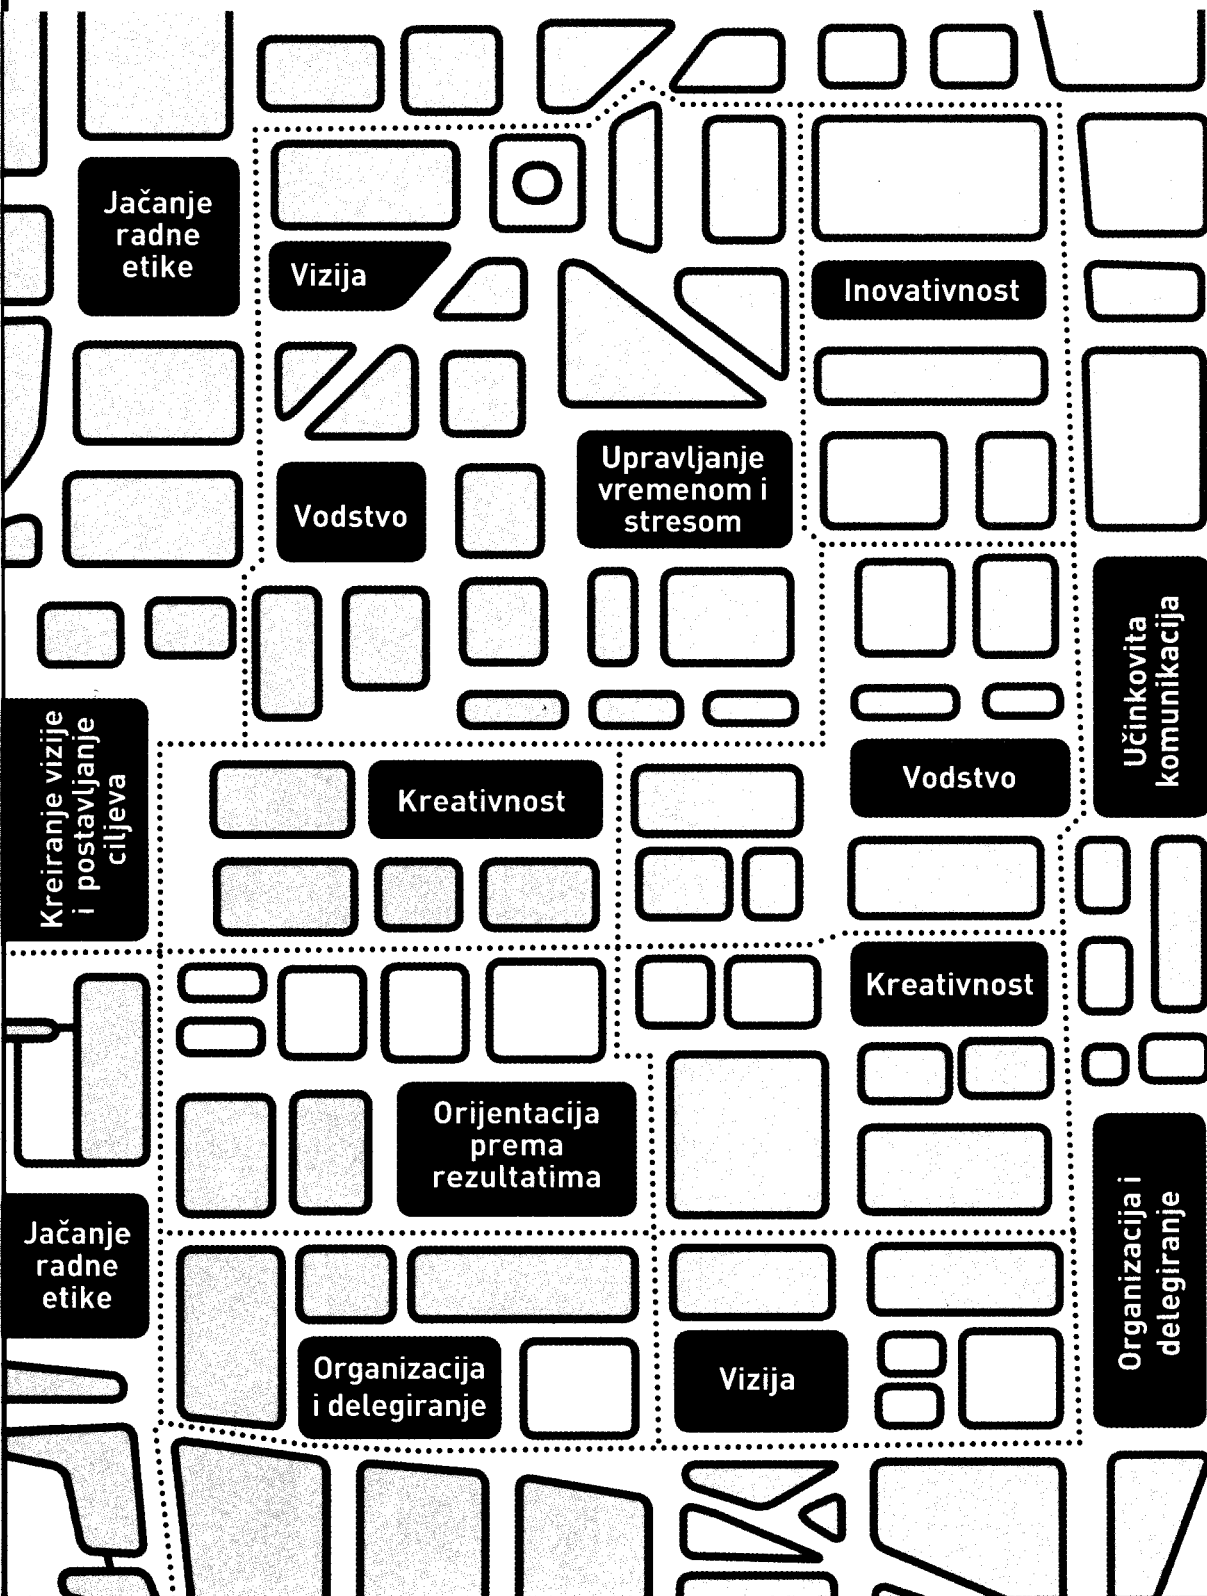 Jačanje
radne
etike
Vizija
Inovativnost
Upravljanje
vremenom i
stresom
Vodstvo
Učinkovita
komunikacija
Kreiranje vizije
i postavljanje
ciljeva
Kreativnost
Vodstvo
Kreativnost
Orijentacija
prema
rezultatima
Organizacija i
delegiranje
Jačanje
radne
etike
Organizacija
i delegiranje
Vizija